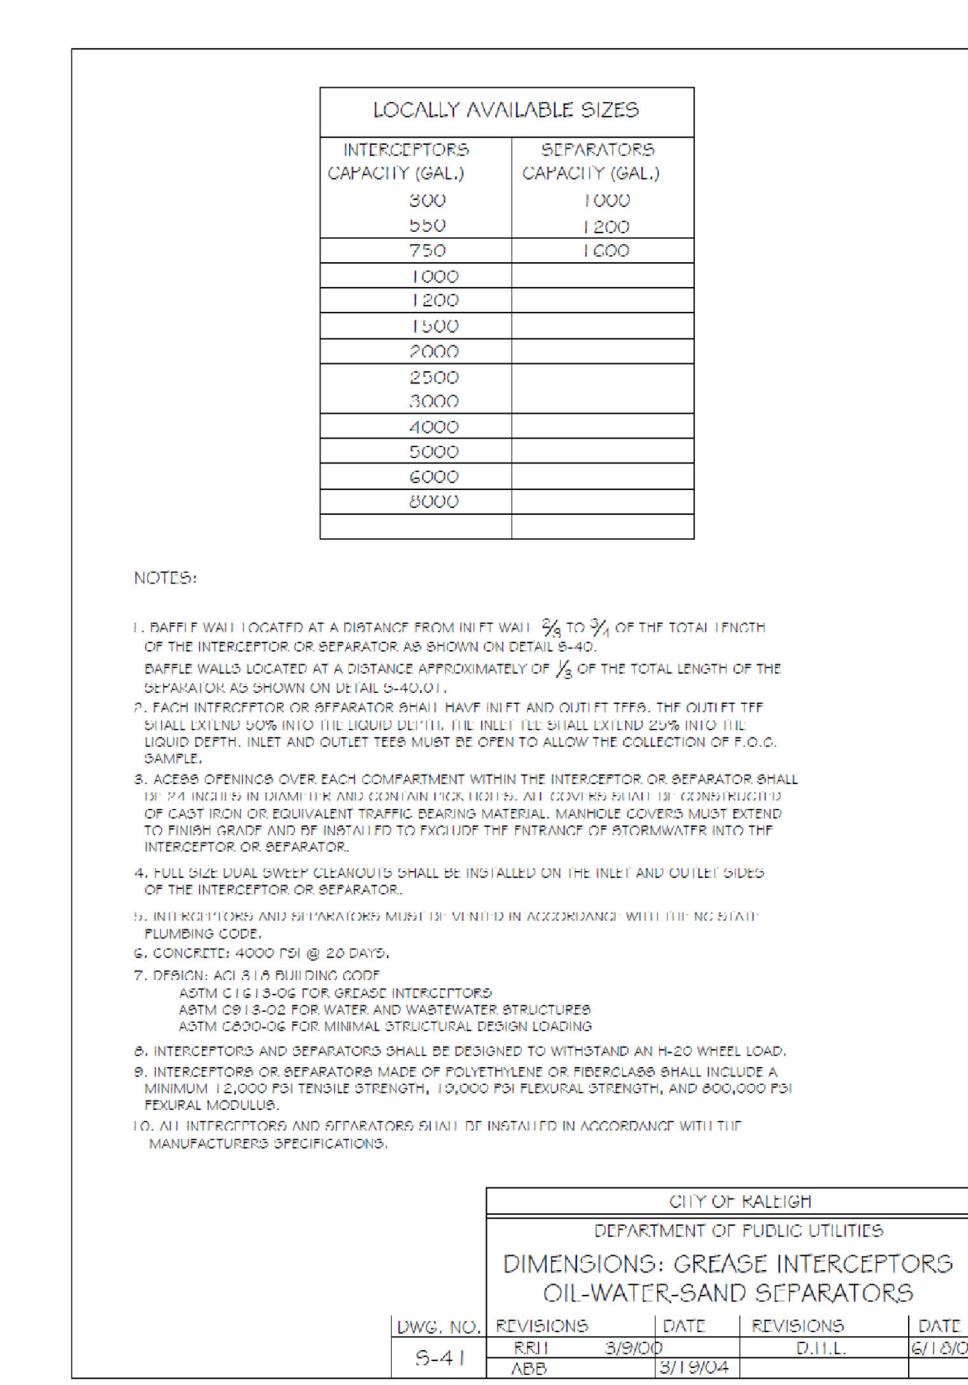 LOCALLY AVAILABLE SIZES
INTERCEPTORS SEPARATORS
CAPACITY (GAL.) CAPACITY (GAL.)
300 1000
550 1200
750 1600
1000
1200
1500
2000
2500
3000
4000
5000
6000
8000
NOTES:
1. BAFFLE WALL LOCATED AT A DISTANCE FROM INLET WALL 2/3 TO 3/4 OF THE TOTAL LENGTH
OF THE INTERCEPTOR OR SEPARATOR AS SHOWN ON DETAIL S-40.
BAFFLE WALLS LOCATED AT A DISTANCE APPROXIMATELY OF 1/3 OF THE TOTAL LENGTH OF THE
SEPARATOR AS SHOWN ON DETAIL S-40.01.
2. EACH INTERCEPTOR OR SEPARATOR SHALL HAVE INLET AND OUTLET TEES. THE OUTLET TEE
SHALL EXTEND 50% INTO THE LIQUID DEPTH. THE INLET TEE SHALL EXTEND 25% INTO THE
LIQUID DEPTH. INLET AND OUTLET TEES MUST BE OPEN TO ALLOW THE COLLECTION OF F.O.G.
SAMPLE.
3. ACESS OPENINGS OVER EACH COMPARTMENT WITHIN THE INTERCEPTOR OR SEPARATOR SHALL
BE 24 INCHES IN DIAMETER AND CONTAIN PICK HOLES. ALL COVERS SHALL BE CONSTRUCTED
OF CAST IRON OR EQUIVALENT TRAFFIC BEARING MATERIAL. MANHOLE COVERS MUST EXTEND
TO FINISH GRADE AND BE INSTALLED TO EXCLUDE THE ENTRANCE OF STORMWATER INTO THE
INTERCEPTOR OR SEPARATOR.
4. FULL SIZE DUAL SWEEP CLEANOUTS SHALL BE INSTALLED ON THE INLET AND OUTLET SIDES
OF THE INTERCEPTOR OR SEPARATOR.
5. INTERCEPTORS AND SEPARATORS MUST BE VENTED IN ACCORDANCE WITH THE NC STATE
PLUMBING CODE.
6. CONCRETE: 4000 PSI @ 28 DAYS.
7. DESIGN: ACI 318 BUILDING CODE
ASTM C1613-06 FOR GREASE INTERCEPTORS
ASTM C913-02 FOR WATER AND WASTEWATER STRUCTURES
ASTM C890-06 FOR MINIMAL STRUCTURAL DESIGN LOADING
8. INTERCEPTORS AND SEPARATORS SHALL BE DESIGNED TO WITHSTAND AN H-20 WHEEL LOAD.
9. INTERCEPTORS OR SEPARATORS MADE OF POLYETHYLENE OR FIBERGLASS SHALL INCLUDE A
MINIMUM 12,000 PSI TENSILE STRENGTH, 19,000 PSI FLEXURAL STRENGTH, AND 800,000 PSI
FEXURAL MODULUS.
10. ALL INTERCEPTORS AND SEPARATORS SHALL BE INSTALLED IN ACCORDANCE WITH THE
MANUFACTURERS SPECIFICATIONS.
CITY OF RALEIGH
DEPARTMENT OF PUBLIC UTILITIES
DIMENSIONS: GREASE INTERCEPTORS
OIL-WATER-SAND SEPARATORS
DWG. NO. REVISIONS DATE REVISIONS DATE
S-41 RRH 3/9/00 D.H.L. 6/18/0
ABB 3/19/04